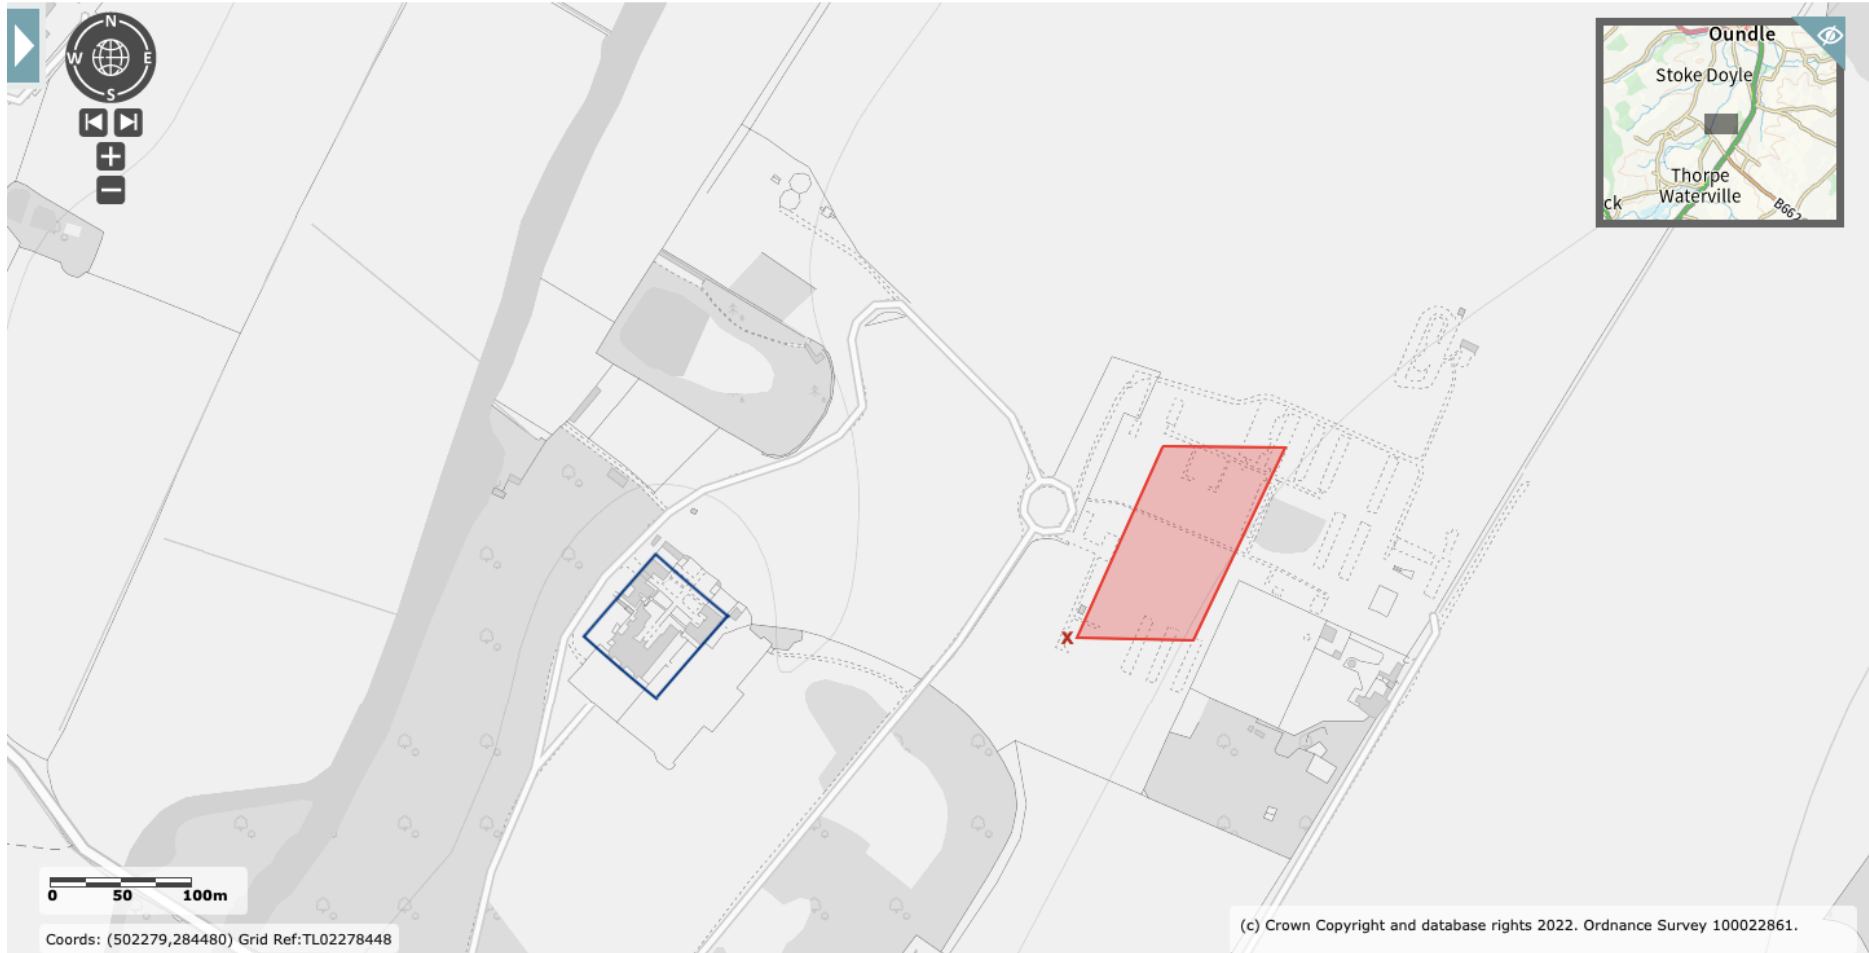 N
W E
S
Oundle
Stoke Doyle
Thorpe
Waterville
ck
B662
X
0 50 100m
Coords: (502279,284480) Grid Ref:TL02278448
(c) Crown Copyright and database rights 2022. Ordnance Survey 100022861.